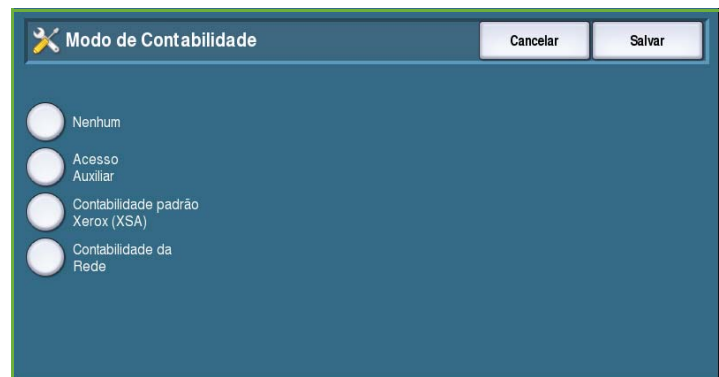 Modo de Contabilidade
Cancelar
Salvar
Nenhum
Acesso
Auxiliar
Contabilidade padrão
Xerox (XSA)
Contabilidade da
Rede